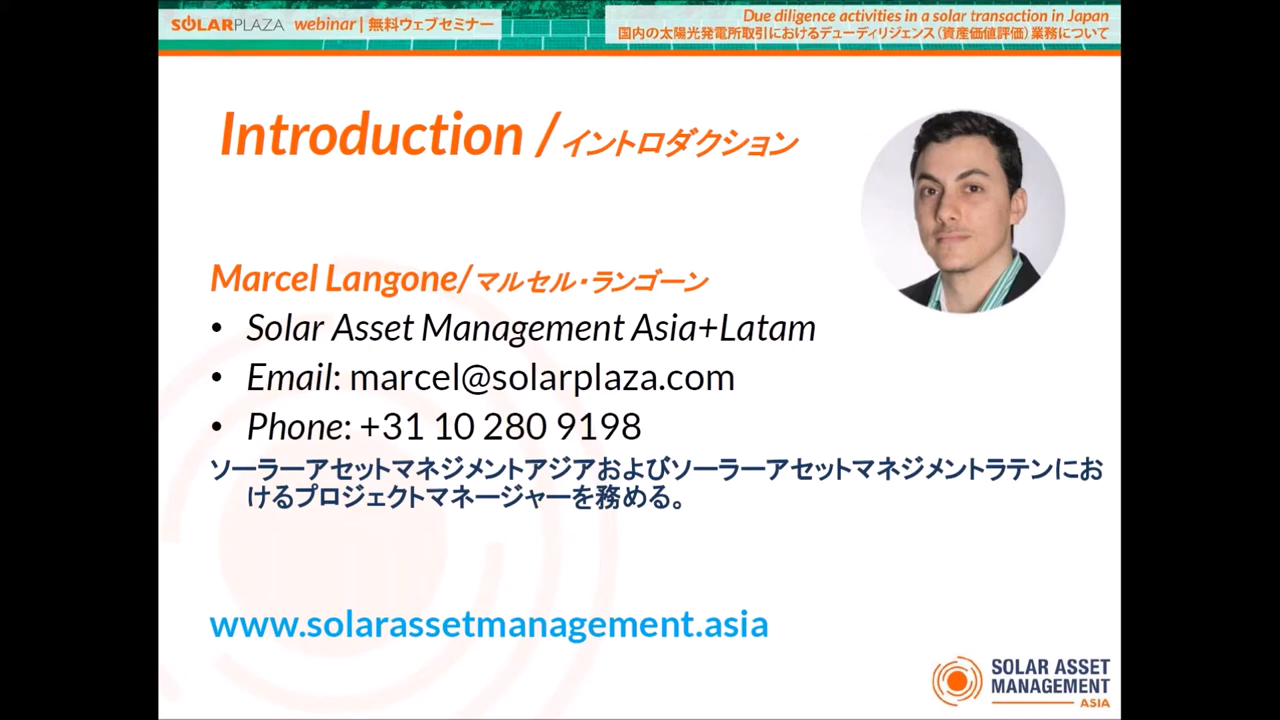 SOLARPLAZA webinar | 無料ウェブセミナー
Due diligence activities in a solar transaction in Japan
国内の太陽光発電所取引におけるデューディリジェンス(資産価値評価)業務について
Introduction / イントロダクション
Marcel Langone/マルセル・ランゴーン
• Solar Asset Management Asia+Latam
• Email: marcel@solarplaza.com
• Phone: +31 10 280 9198
ソーラーアセットマネジメントアジアおよびソーラーアセットマネジメントラテンにお
けるプロジェクトマネージャーを務める。
www.solarassetmanagement.asia
SOLAR ASSET
MANAGEMENT
ASIA